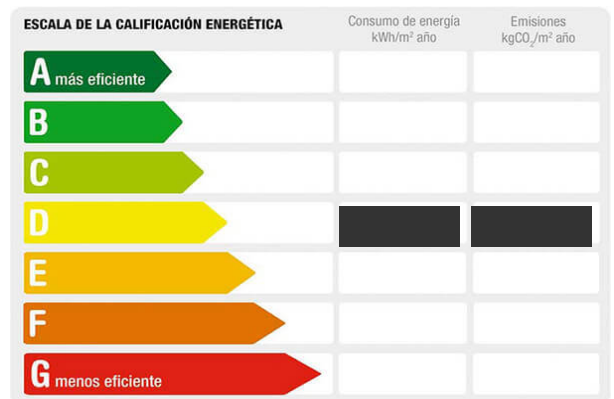 ESCALA DE LA CALIFICACIÓN ENERGÉTICA
Consumo de energía
kWh/m² año
Emisiones
kgCO₂/m² año
A más eficiente
B
C
D
E
F
G menos eficiente